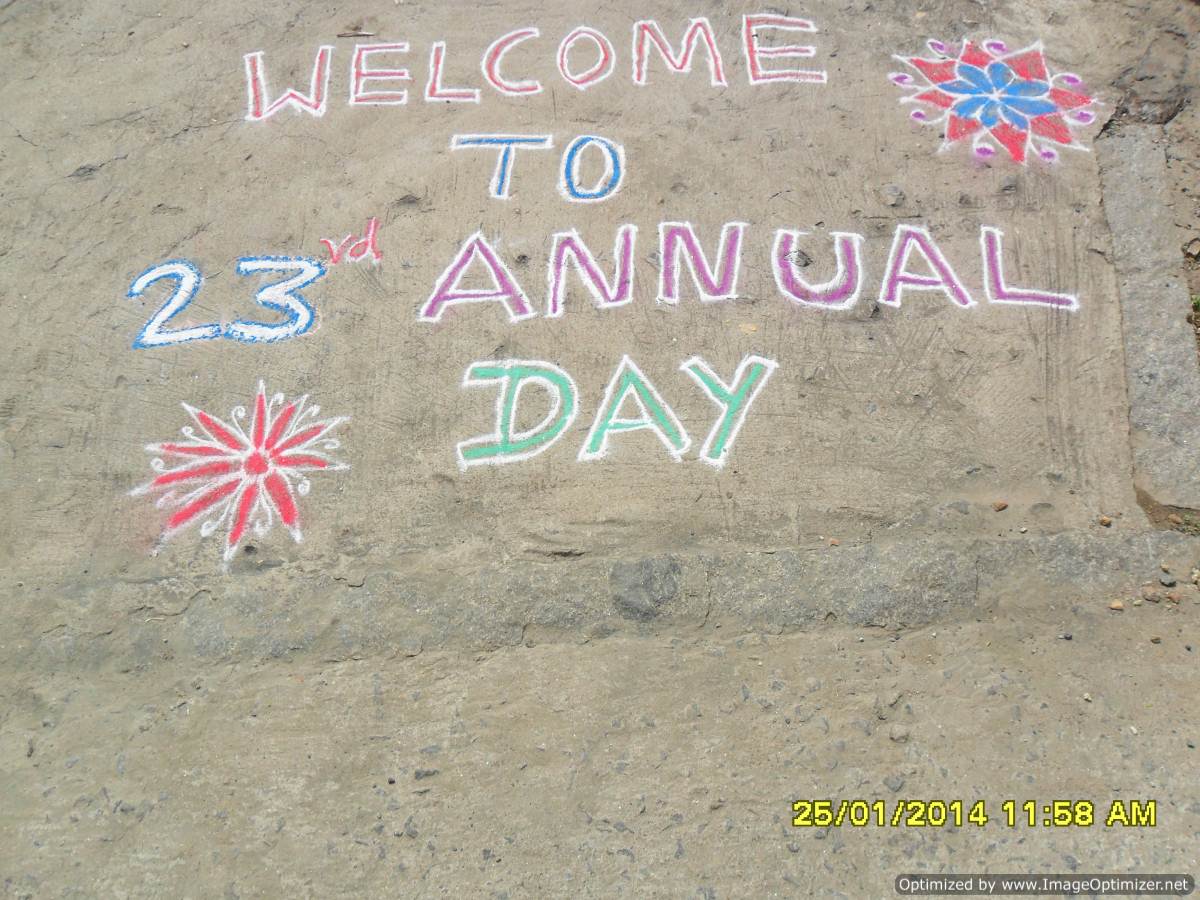 WELCOME
TO
23rd ANNUAL
DAY
25/01/2014 11:58 AM
Optimized by www.ImageOptimizer.net